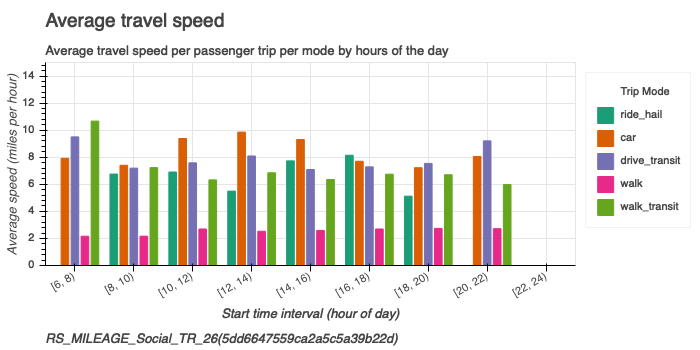 Average travel speed
Average travel speed per passenger trip per mode by hours of the day
Average speed (miles per hour)
14
12
10
8
6
4
2
0
[6, 8)
[8, 10)
[10, 12)
[12, 14)
[14, 16)
[16, 18)
[18, 20)
[20, 22)
[22, 24)
Start time interval (hour of day)
RS_MILEAGE_Social_TR_26(5dd6647559ca2a5c5a39b22d)
Trip Mode
ride_hail
car
drive_transit
walk
walk_transit